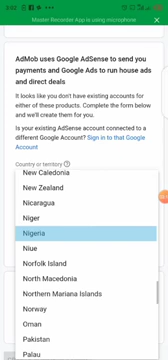 2:02
Master Recorder App is using microphone
AdMob uses Google AdSense to send you
payments and Google Ads to run house ads
and direct deals
It looks like you don't have existing accounts for
either of these products. Complete the form below
and we'll create them for you.
Is your existing AdSense account connected to a
different Google Account? Sign in to that Google
Account
Country or territory
New Caledonia
New Zealand
Nicaragua
Niger
Nigeria
Niue
Norfolk Island
North Macedonia
Northern Mariana Islands
Norway
Oman
Pakistan
Palau